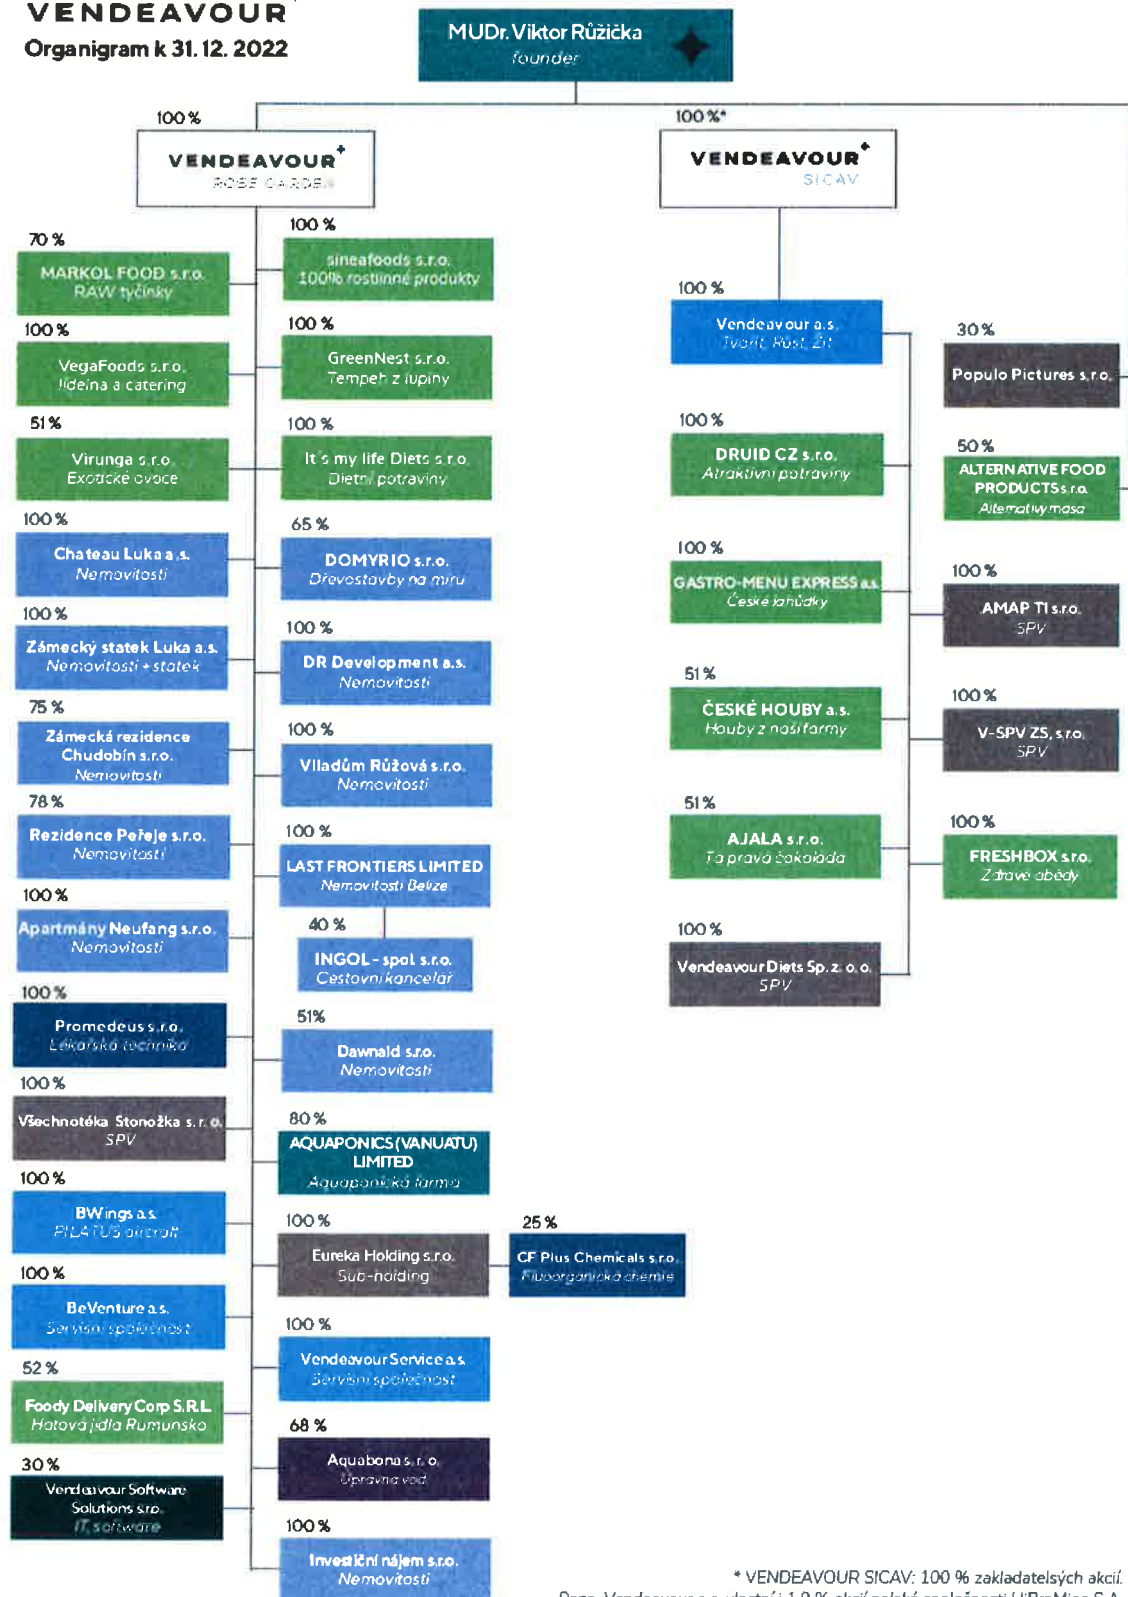 VENDEAVOUR
Organigram k 31. 12. 2022
MUDr. Viktor Růžička
founder
100 %
VENDEAVOUR
ROSE GARDEN
100 %*
VENDEAVOUR
SICAV
70 %
MARKOL FOOD s.r.o.
RAW tyčinky
100 %
sineafoods s.r.o.
100% rostlinné produkty
100 %
VegaFoods s.r.o.
Jídelna a catering
100 %
GreenNest s.r.o.
Tempeh z lupiny
51 %
Virunga s.r.o.
Exotické ovoce
100 %
It´s my life Diets s.r.o.
Dietní potraviny
100 %
Chateau Luka a.s.
Nemovitosti
65 %
DOMYRIO s.r.o.
Dřevostavby na míru
100 %
Zámecký statek Luka a.s.
Nemovitosti + statek
100 %
DR Development a.s.
Nemovitosti
75 %
Zámecká rezidence
Chudobín s.r.o.
Nemovitosti
100 %
Viladům Růžová s.r.o.
Nemovitosti
78 %
Rezidence Peřeje s.r.o.
Nemovitosti
100 %
LAST FRONTIERS LIMITED
Nemovitosti Belize
100 %
Apartmány Neufang s.r.o.
Nemovitosti
40 %
INGOL - spol. s.r.o.
Cestovní kancelář
100 %
Promedeus s.r.o.
Lékařská technika
51%
Dawnald s.r.o.
Nemovitosti
100 %
Všechnotéka Stonožka s. r. o.
SPV
80 %
AQUAPONICS (VANUATU)
LIMITED
Aquaponická farma
100 %
BWings a.s.
PILATUS aircraft
100 %
Eureka Holding s.r.o.
Sub-holding
25 %
CF Plus Chemicals s.r.o.
Fluoorganická chemie
100 %
BeVenture a.s.
Servisní společnost
100 %
Vendeavour Service a.s.
Servisní společnost
52 %
Foody Delivery Corp S.R.L
Hotová jídla Rumunsko
68 %
Aquabona s. r. o.
Úpravna vod
30 %
Vendeavour Software
Solutions s.r.o.
IT, software
100 %
Investiční nájem s.r.o.
Nemovitosti
100 %
Vendeavour a.s.
Tvořit, Růst, Žít
30 %
Populo Pictures s.r.o.
100 %
DRUID CZ s.r.o.
Atraktivní potraviny
50 %
ALTERNATIVE FOOD
PRODUCTS s.r.o.
Alternativy masa
100 %
GASTRO-MENU EXPRESS a.s.
České lahůdky
100 %
AMAP TI s.r.o.
SPV
51 %
ČESKÉ HOUBY a.s.
Houby z naší farmy
100 %
V-SPV ZS, s.r.o.
SPV
51 %
AJALA s.r.o.
Ta pravá čokoláda
100 %
FRESHBOX s.r.o.
Zdravé obědy
100 %
Vendeavour Diets Sp. z. o. o.
SPV
* VENDEAVOUR SICAV: 100 % zakladatelsých akcií.